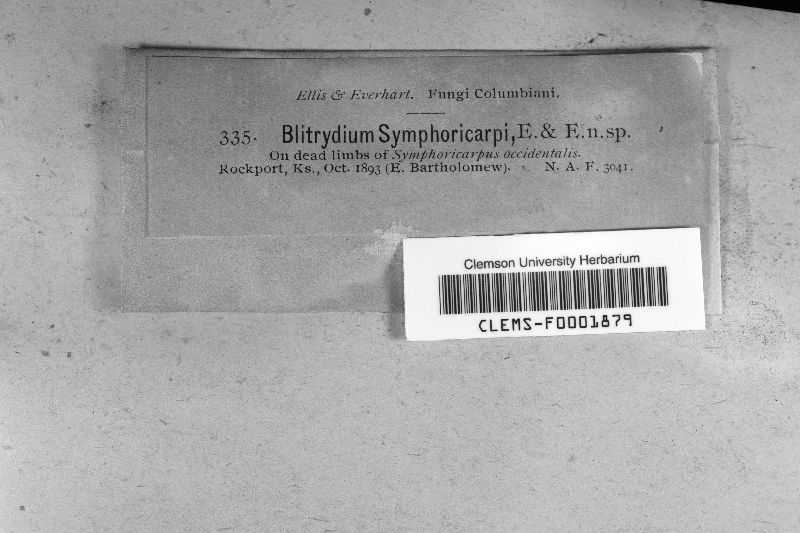 Ellis & Everhart. Fungi Columbiani.
335. Blitrydium Symphoricarpi, E. & E. n. sp.
On dead limbs of Symphoricarpus occidentalis.
Rockport, Ks., Oct. 1893 (E. Bartholomew). N. A. F. 3041.
Clemson University Herbarium
CLEMS-F0001879